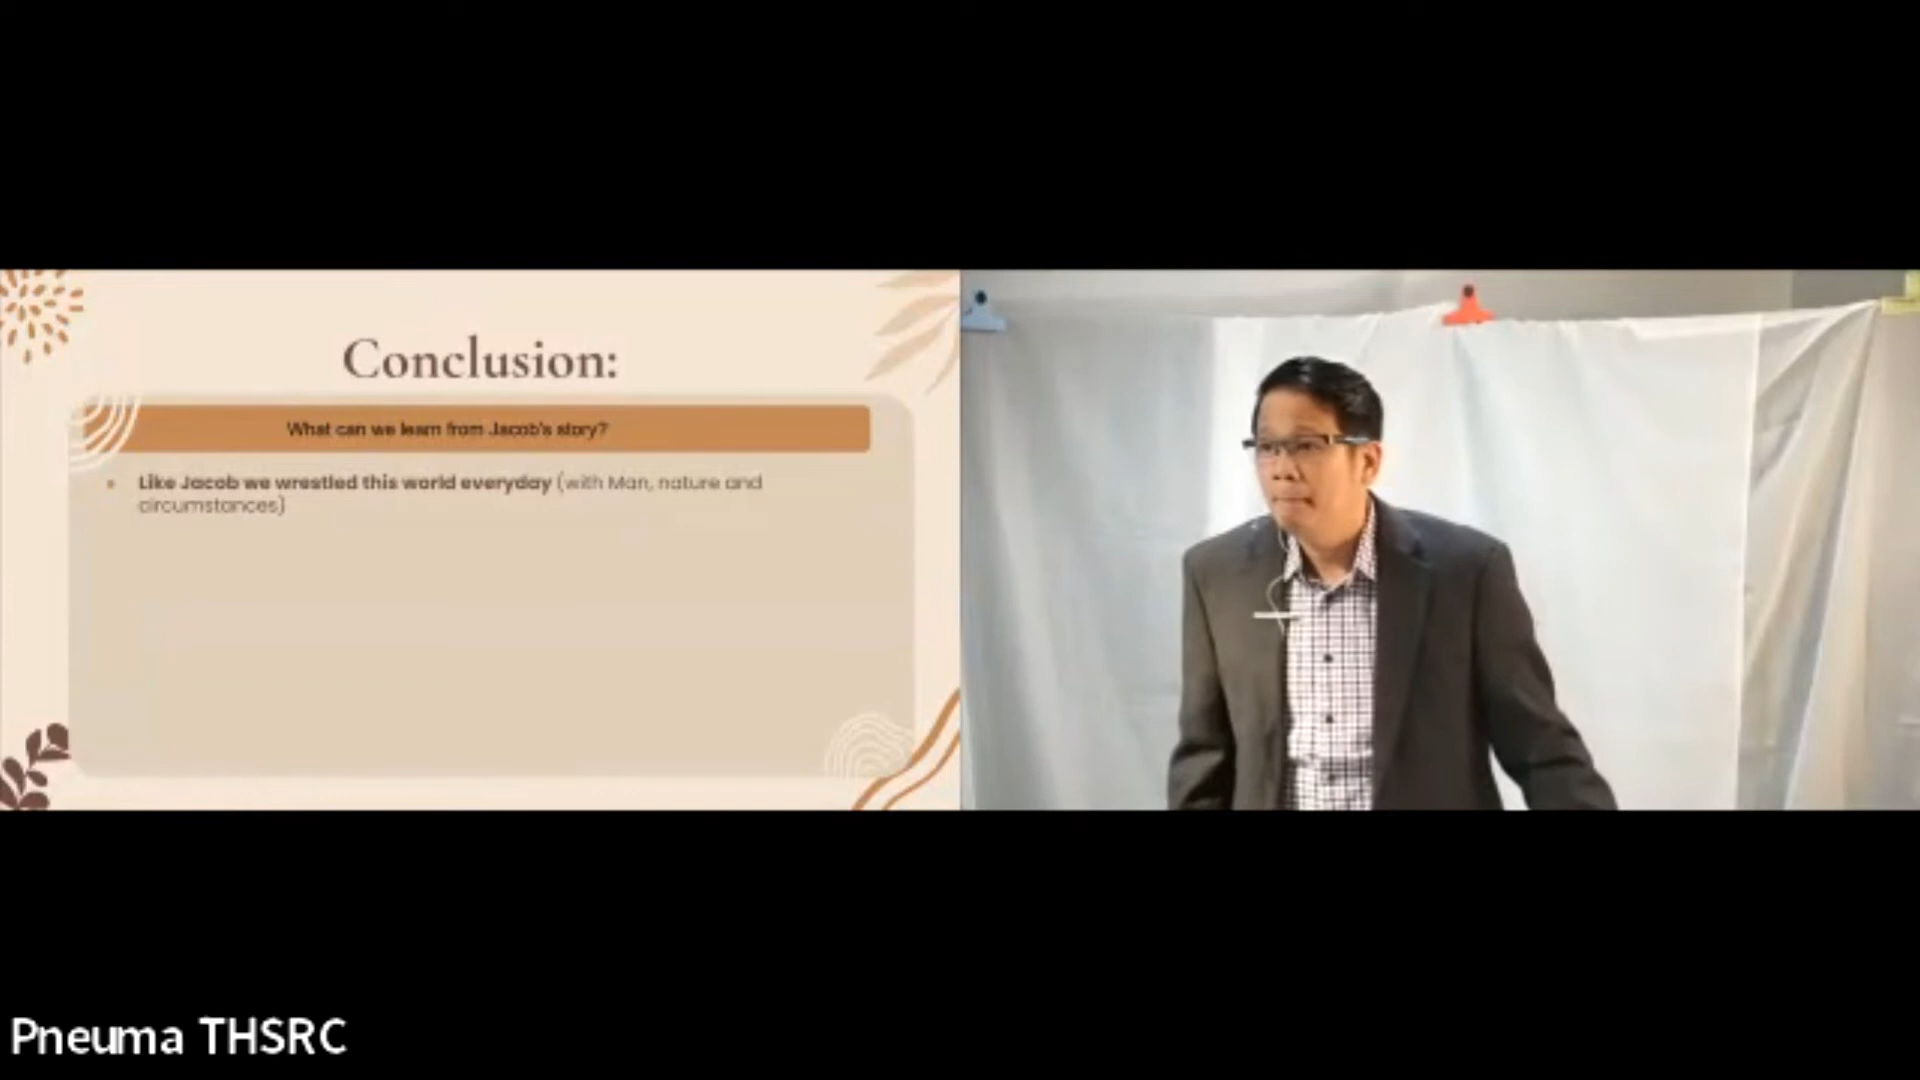 Conclusion:
What can we learn from Jacob's story?
Like Jacob we wrestled this world everyday (with Man, nature and
circumstances)
Pneuma THSRC